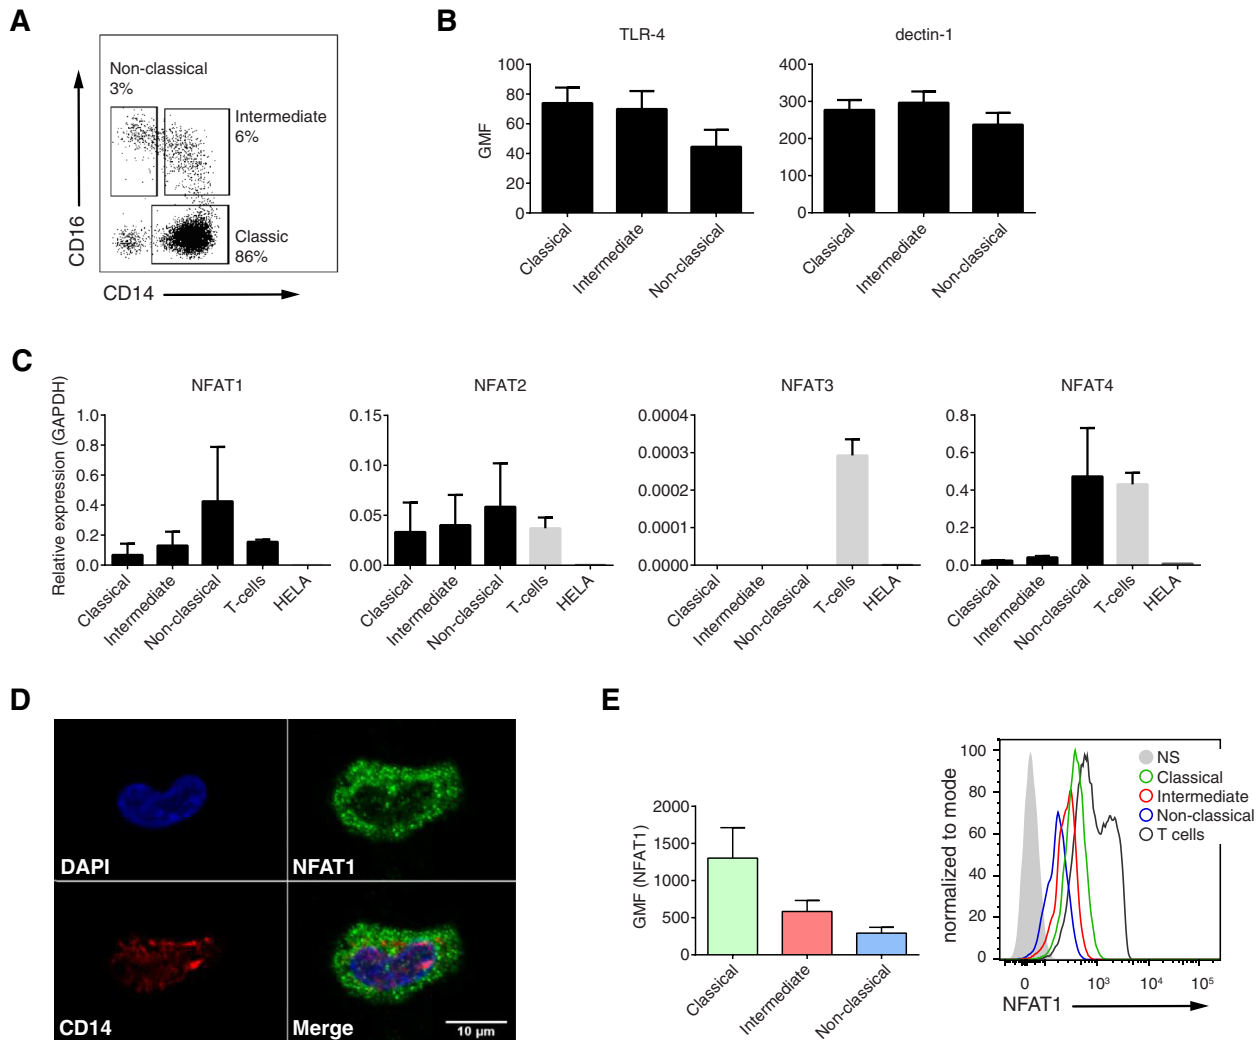 A
Non-classical
3%
Intermediate
6%
Classic
86%
CD16
CD14
B
TLR-4
GMF
100
80
60
40
20
0
Classical
Intermediate
Non-classical
dectin-1
400
300
200
100
0
Classical
Intermediate
Non-classical
C
NFAT1
Relative expression (GAPDH)
1.0
0.8
0.6
0.4
0.2
0.0
Classical
Intermediate
Non-classical
T-cells
HELA
NFAT2
0.15
0.10
0.05
0.00
Classical
Intermediate
Non-classical
T-cells
HELA
NFAT3
0.0004
0.0003
0.0002
0.0001
0.0000
Classical
Intermediate
Non-classical
T-cells
HELA
NFAT4
0.8
0.6
0.4
0.2
0.0
Classical
Intermediate
Non-classical
T-cells
HELA
D
DAPI
NFAT1
CD14
Merge
10 µm
E
GMF (NFAT1)
2000
1500
1000
500
0
Classical
Intermediate
Non-classical
normalized to mode
100
80
60
40
20
0
NS
Classical
Intermediate
Non-classical
T cells
0 10³ 10⁴ 10⁵
NFAT1